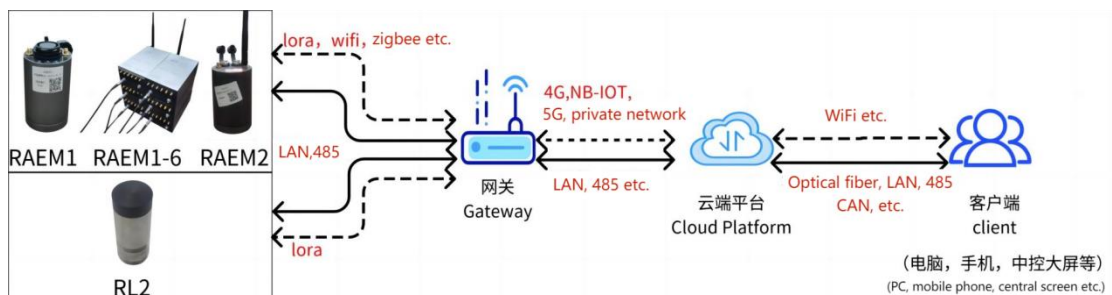 RAEM1 RAEM1-6 RAEM2
RL2
lora，wifi，zigbee etc.
LAN,485
lora
网关
Gateway
4G,NB-IOT,
5G, private network
LAN, 485 etc.
云端平台
Cloud Platform
WiFi etc.
Optical fiber, LAN, 485
CAN, etc.
客户端
client
（电脑，手机，中控大屏等）
(PC, mobile phone, central screen etc.)